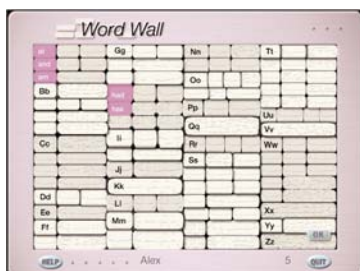 Word Wall
at
and
am
Bb
Cc
Dd
Ee
Ff
Gg
had
has
Ii
Jj
Kk
Ll
Mm
Nn
Oo
Pp
Qq
Rr
Ss
Tt
Uu
Vv
Ww
Xx
Yy
Zz
OK
HELP
Alex
5
QUIT